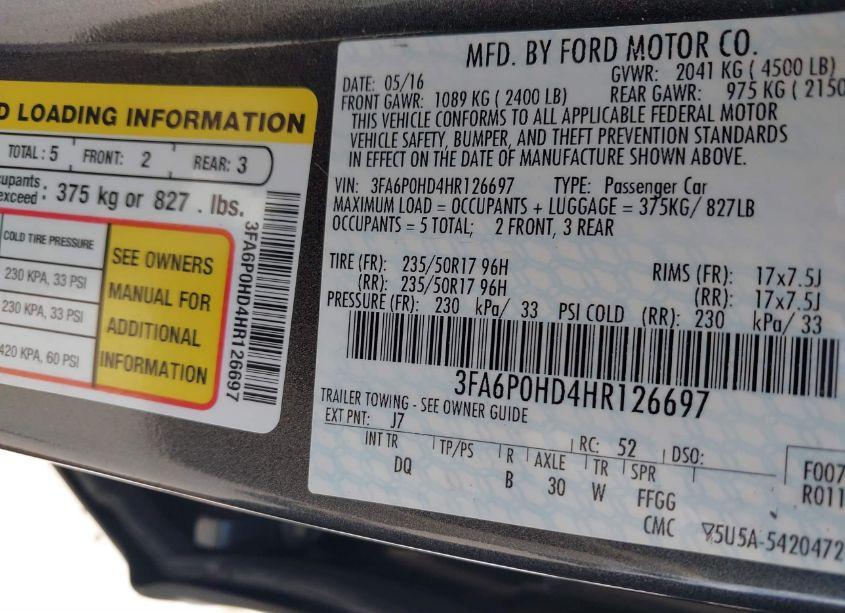 D LOADING INFORMATION
TOTAL : 5 FRONT: 2 REAR: 3
upants
exceed : 375 kg or 827 . lbs.
COLD TIRE PRESSURE
230 KPA, 33 PSI
230 KPA, 33 PSI
420 KPA, 60 PSI
SEE OWNERS
MANUAL FOR
ADDITIONAL
INFORMATION
3FA6P0HD4HR126697
MFD. BY FORD MOTOR CO.
DATE: 05/16 GVWR: 2041 KG ( 4500 LB)
FRONT GAWR: 1089 KG ( 2400 LB) REAR GAWR: 975 KG ( 2150
THIS VEHICLE CONFORMS TO ALL APPLICABLE FEDERAL MOTOR
VEHICLE SAFETY, BUMPER, AND THEFT PREVENTION STANDARDS
IN EFFECT ON THE DATE OF MANUFACTURE SHOWN ABOVE.
VIN: 3FA6P0HD4HR126697 TYPE: Passenger Car
MAXIMUM LOAD = OCCUPANTS + LUGGAGE = 375KG/ 827LB
OCCUPANTS = 5 TOTAL; 2 FRONT, 3 REAR
TIRE (FR): 235/50R17 96H RIMS (FR): 17x7.5J
(RR): 235/50R17 96H (RR): 17x7.5J
PRESSURE (FR): 230 kPa/ 33 PSI COLD (RR): 230 kPa/ 33
3FA6P0HD4HR126697
TRAILER TOWING - SEE OWNER GUIDE
EXT PNT: J7 RC: 52 DSO:
INT TR TP/PS R AXLE TR SPR F007
DQ B 30 W FFGG R011
CMC 5U5A-5420472